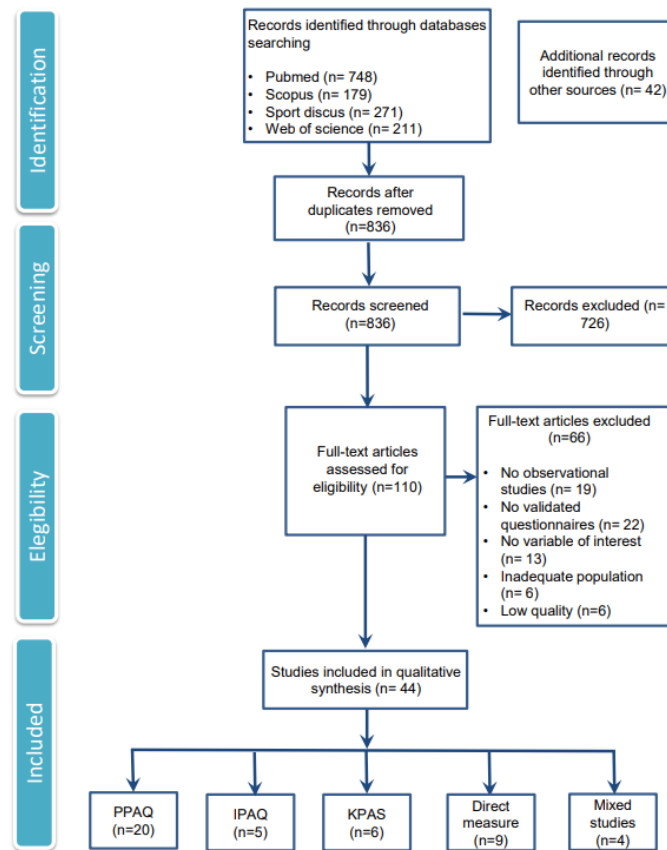 Identification
Records identified through databases
searching
• Pubmed (n= 748)
• Scopus (n= 179)
• Sport discus (n= 271)
• Web of science (n= 211)
Additional records
identified through
other sources (n= 42)
Records after
duplicates removed
(n=836)
Screening
Records screened
(n=836)
Records excluded (n=
726)
Elegibility
Full-text articles
assessed for
eligibility (n=110)
Full-text articles excluded
(n=66)
• No observational
studies (n= 19)
• No validated
questionnaires (n= 22)
• No variable of interest
(n= 13)
• Inadequate population
(n= 6)
• Low quality (n=6)
Included
Studies included in qualitative
synthesis (n= 44)
PPAQ
(n=20)
IPAQ
(n=5)
KPAS
(n=6)
Direct
measure
(n=9)
Mixed
studies
(n=4)